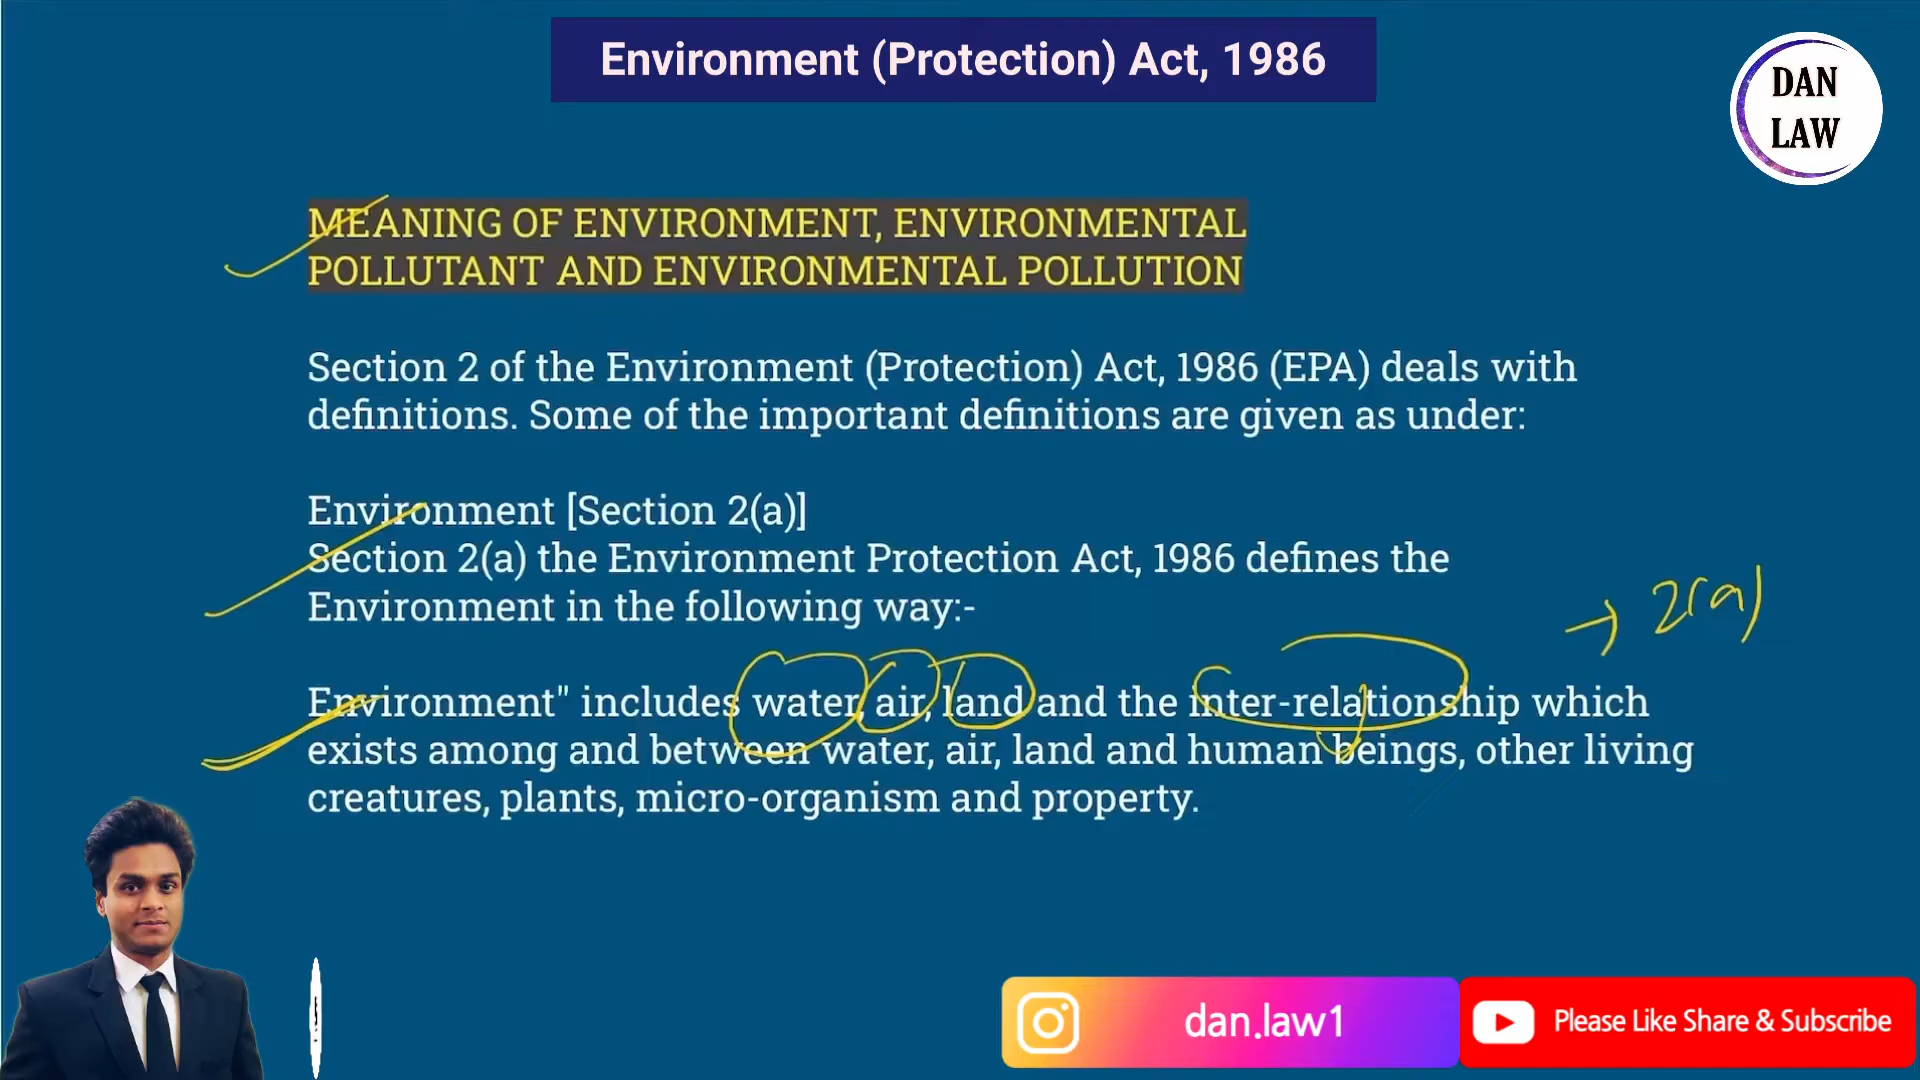 Environment (Protection) Act, 1986
DAN
LAW
MEANING OF ENVIRONMENT, ENVIRONMENTAL
POLLUTANT AND ENVIRONMENTAL POLLUTION
Section 2 of the Environment (Protection) Act, 1986 (EPA) deals with
definitions. Some of the important definitions are given as under:
Environment [Section 2(a)]
Section 2(a) the Environment Protection Act, 1986 defines the
Environment in the following way:-
→ 2(a)
Environment" includes water, air, land and the inter-relationship which
exists among and between water, air, land and human beings, other living
creatures, plants, micro-organism and property.
dan.law1
Please Like Share & Subscribe